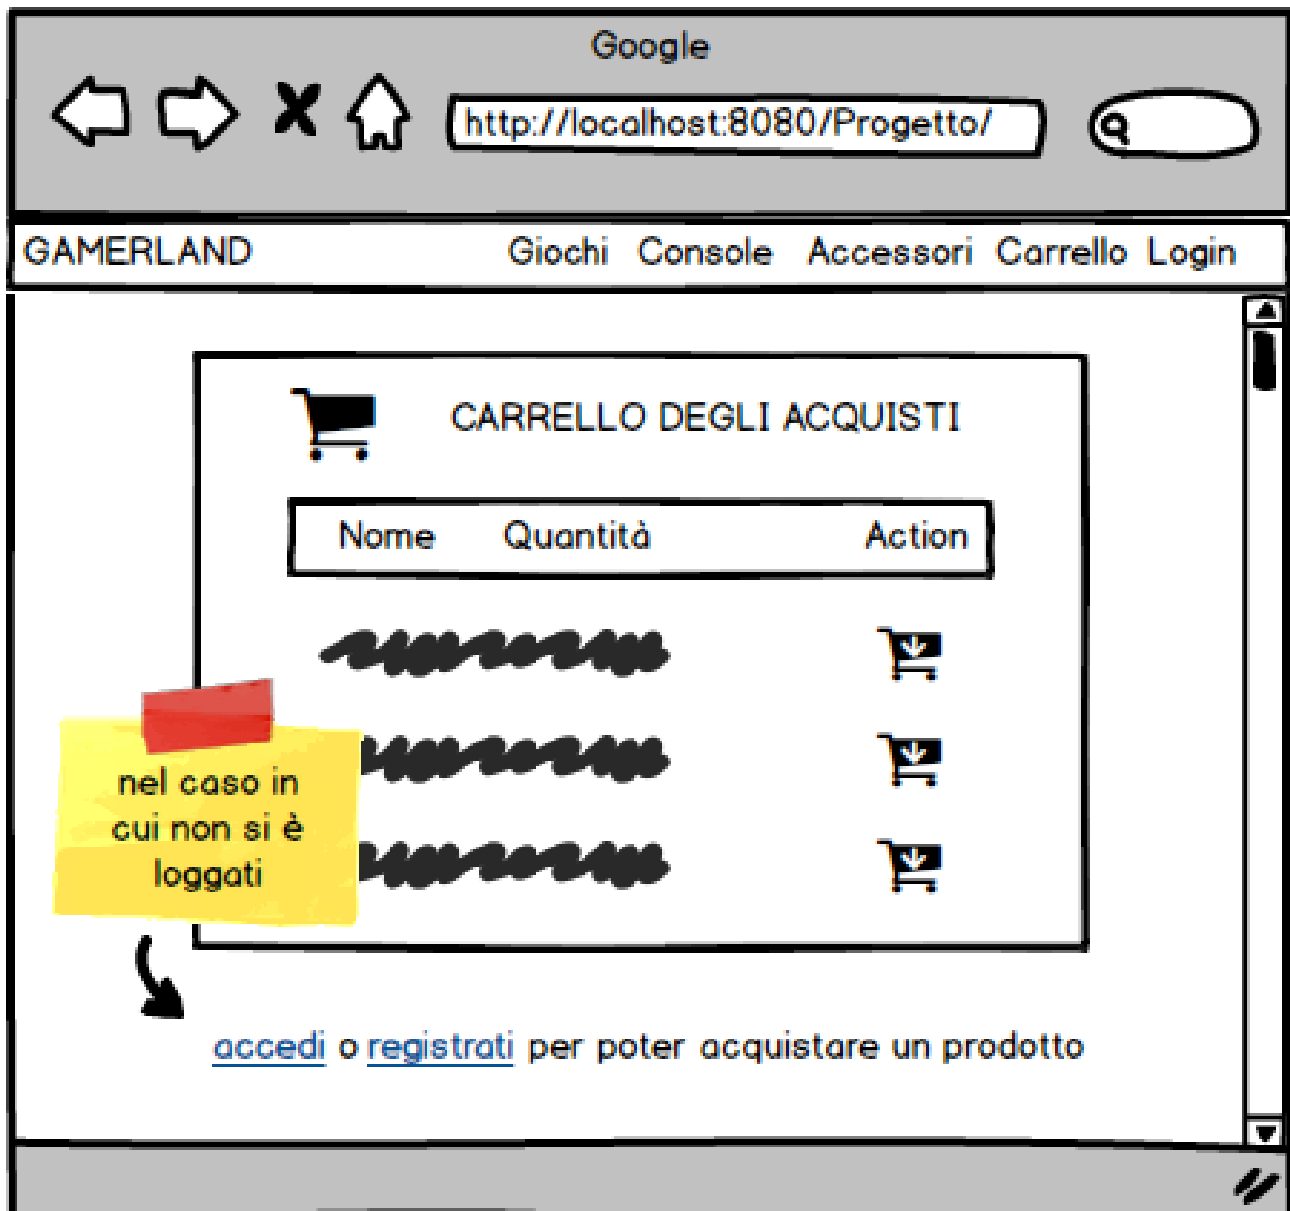 Google
http://localhost:8080/Progetto/
GAMERLAND Giochi Console Accessori Carrello Login
CARRELLO DEGLI ACQUISTI
Nome Quantità Action
nel caso in
cui non si è
loggati
accedi o registrati per poter acquistare un prodotto